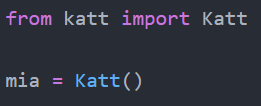 from katt import Katt
mia = Katt()